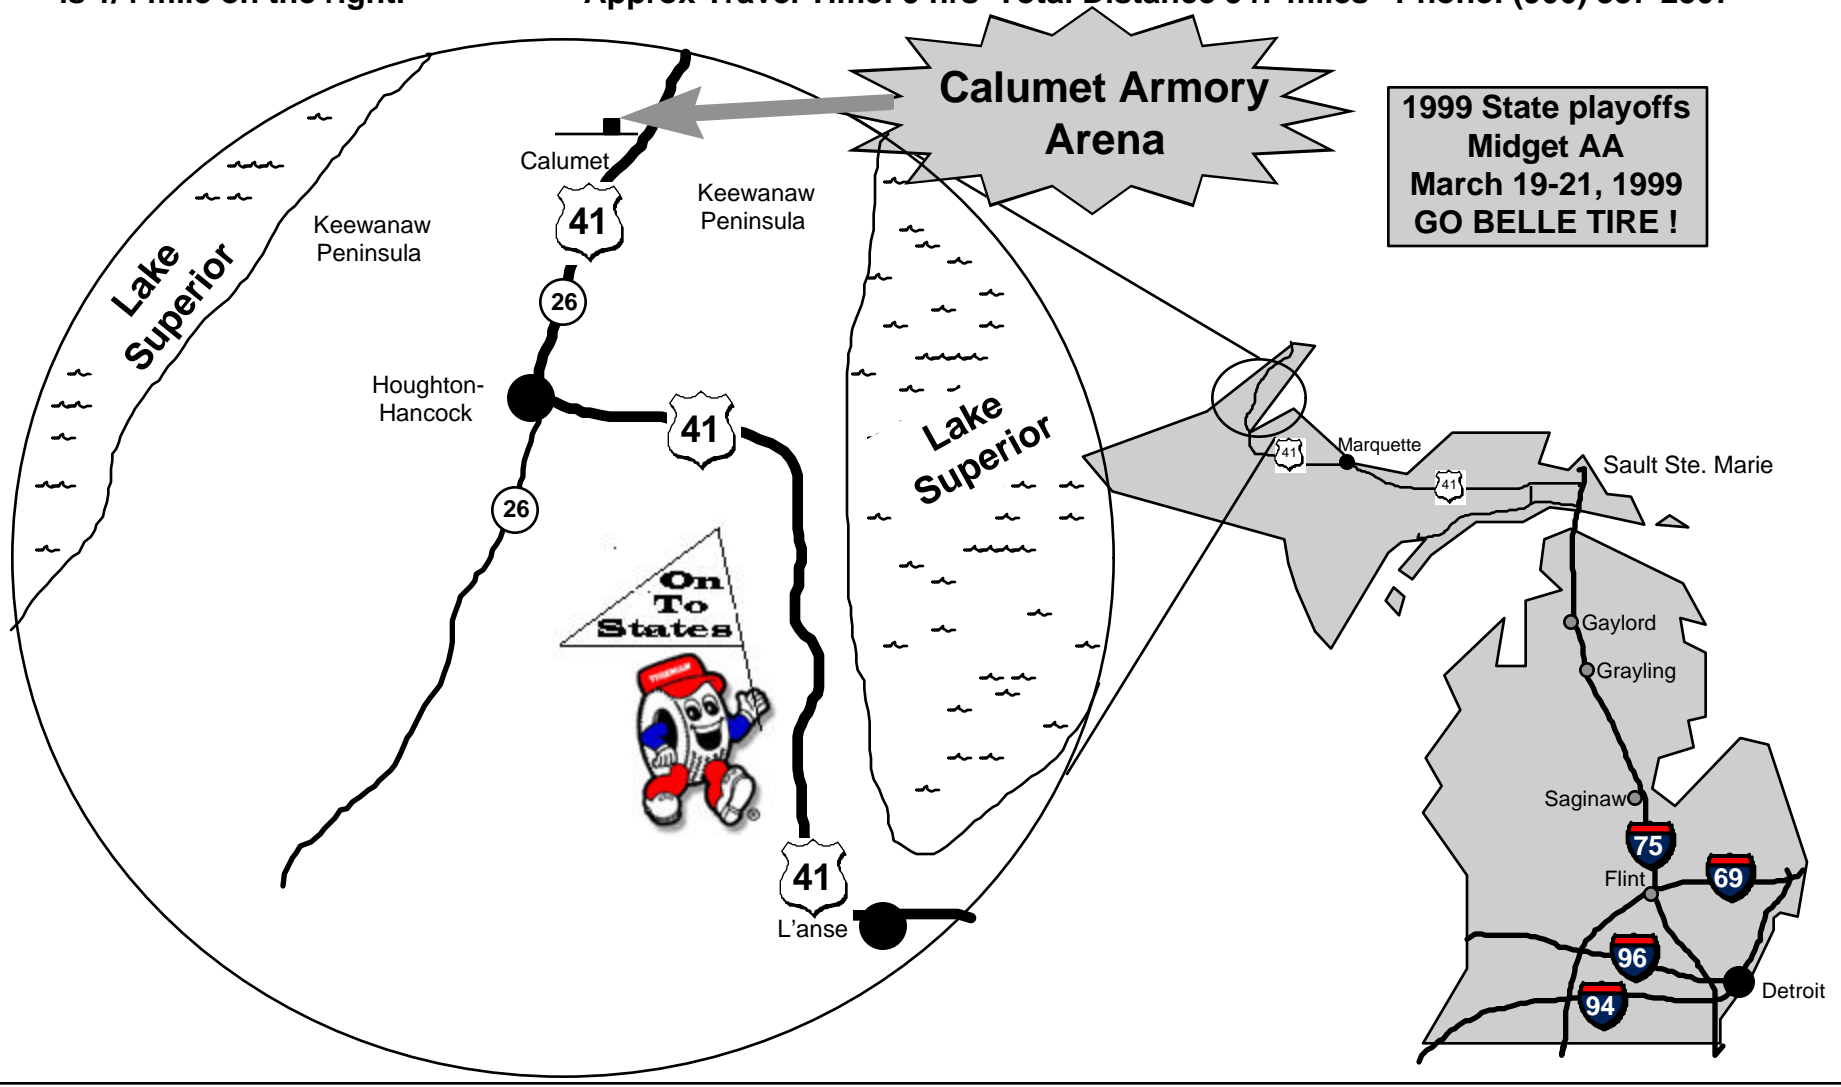 Calumet Armory
Arena
1999 State playoffs
Midget AA
March 19-21, 1999
GO BELLE TIRE !
Calumet
41
Keewanaw
Peninsula
Keewanaw
Peninsula
Lake
Superior
26
Houghton-
Hancock
41
Lake
Superior
26
On
To
States
TIREMAN
®
41
L'anse
41
Marquette
41
Sault Ste. Marie
Gaylord
Grayling
Saginaw
75
Flint
69
96
94
Detroit